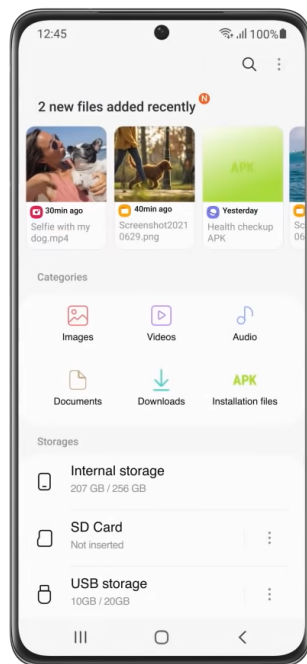 12:45 100%
2 new files added recently N
30min ago
Selfie with my
dog.mp4
40min ago
Screenshot2021
0629.png
APK
Yesterday
Health checkup
APK
Sc
06
Categories
Images Videos Audio
APK
Documents Downloads Installation files
Storages
Internal storage
207 GB / 256 GB
SD Card
Not inserted
USB storage
10GB / 20GB